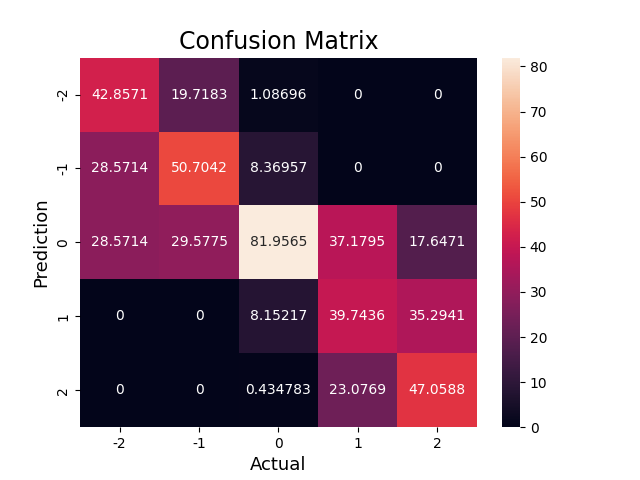 Confusion Matrix
-2 42.8571 19.7183 1.08696 0 0
-1 28.5714 50.7042 8.36957 0 0
0 28.5714 29.5775 81.9565 37.1795 17.6471
1 0 0 8.15217 39.7436 35.2941
2 0 0 0.434783 23.0769 47.0588
-2 -1 0 1 2
Prediction
Actual
80
70
60
50
40
30
20
10
0